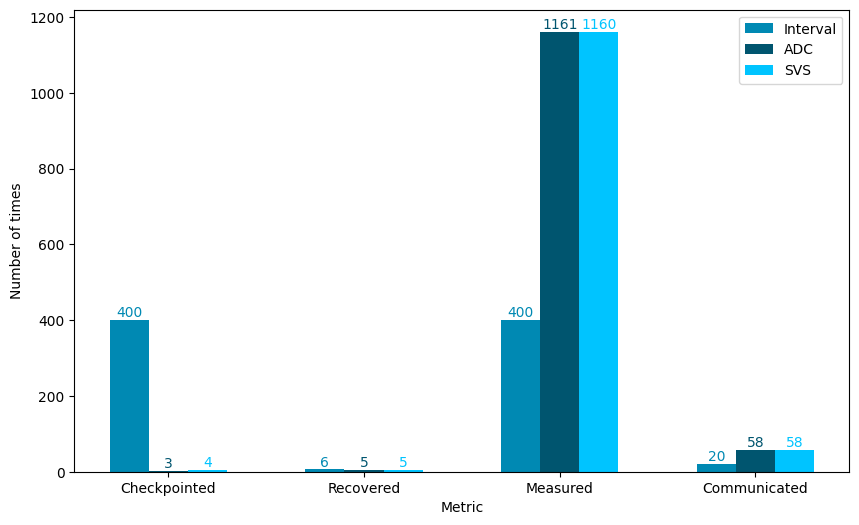 1200
1000
800
600
400
200
0
Number of times
Interval
ADC
SVS
400
3
4
6
5
5
400
1161
1160
20
58
58
Checkpointed
Recovered
Measured
Communicated
Metric